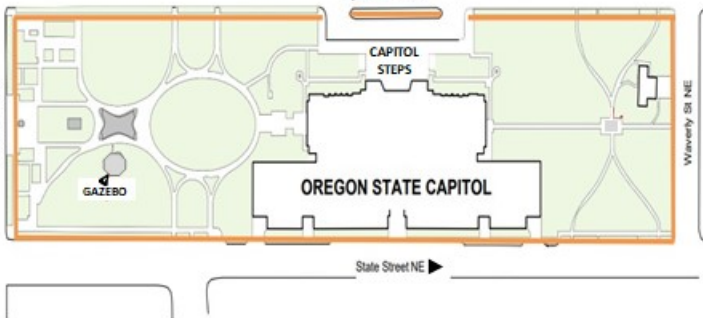 CAPITOL
STEPS
Waverly St NE
GAZEBO
OREGON STATE CAPITOL
State Street NE